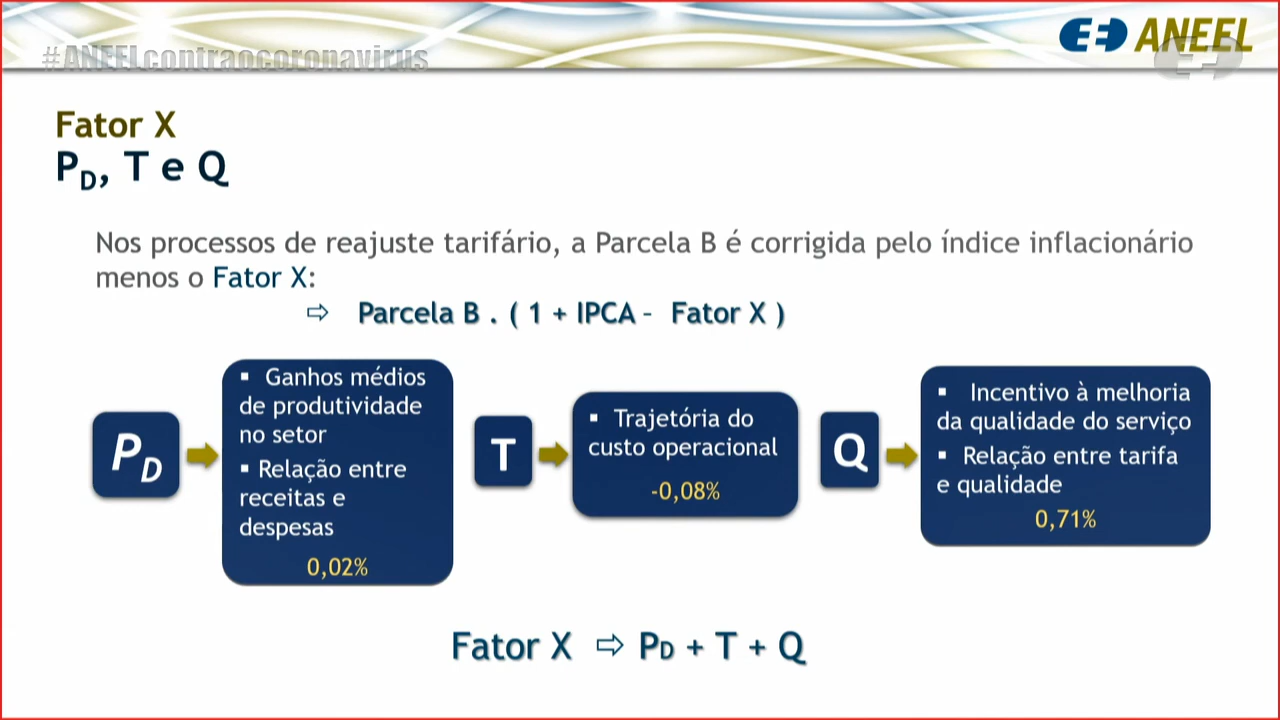 #ANEELcontraocoronavirus
ANEEL
Fator X
PD, T e Q
Nos processos de reajuste tarifário, a Parcela B é corrigida pelo índice inflacionário
menos o Fator X:
⇨ Parcela B . ( 1 + IPCA – Fator X )
PD
▪ Ganhos médios
de produtividade
no setor
▪ Relação entre
receitas e
despesas
0,02%
T
▪ Trajetória do
custo operacional
-0,08%
Q
▪ Incentivo à melhoria
da qualidade do serviço
▪ Relação entre tarifa
e qualidade
0,71%
Fator X ⇨ PD + T + Q